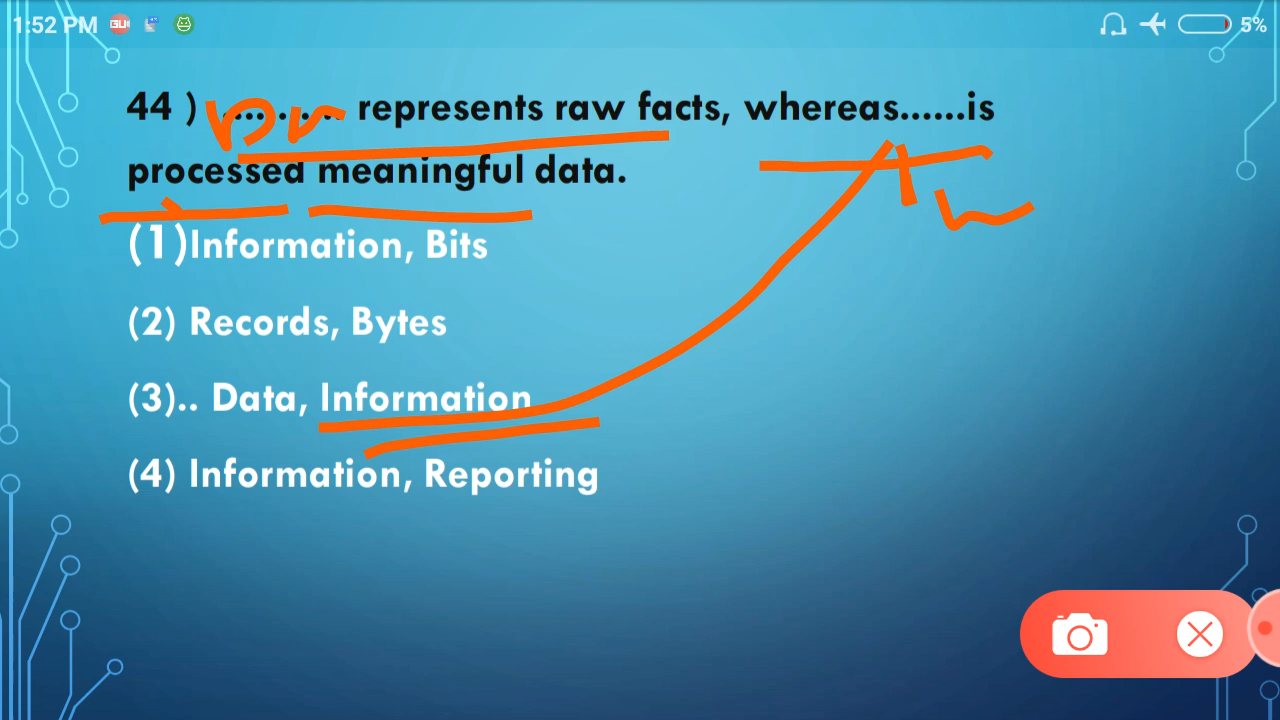 1:52 PM
5%
44 ) ........... represents raw facts, whereas......is
processed meaningful data.
(1)Information, Bits
(2) Records, Bytes
(3).. Data, Information
(4) Information, Reporting